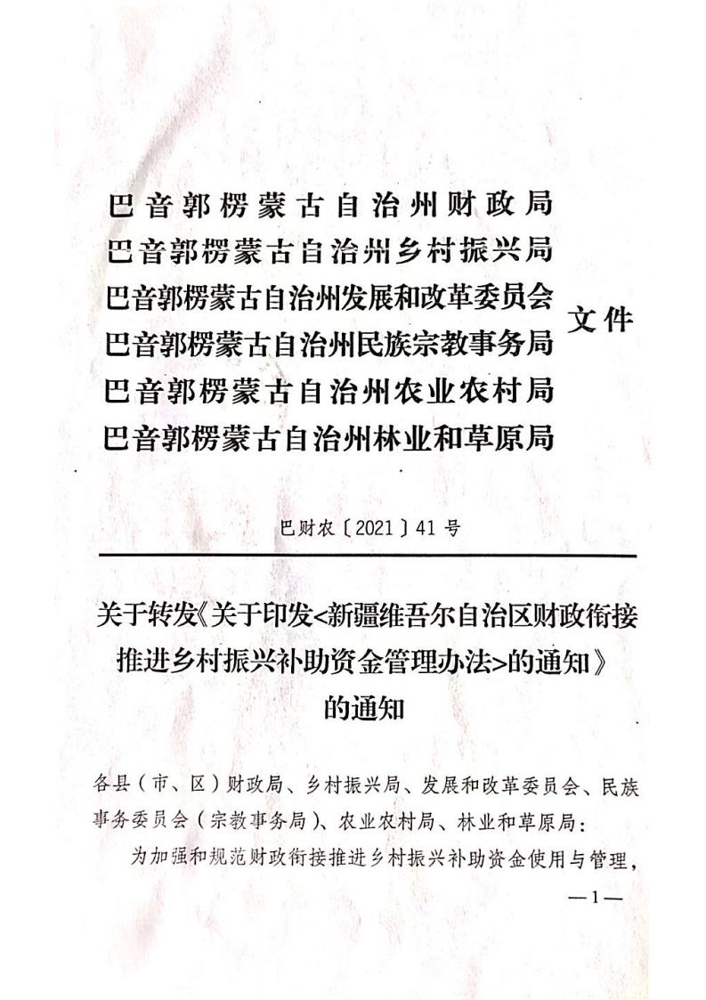 巴音郭楞蒙古自治州财政局
巴音郭楞蒙古自治州乡村振兴局
巴音郭楞蒙古自治州发展和改革委员会
巴音郭楞蒙古自治州民族宗教事务局
巴音郭楞蒙古自治州农业农村局
巴音郭楞蒙古自治州林业和草原局
文件
巴财农〔2021〕41 号
关于转发《关于印发<新疆维吾尔自治区财政衔接
推进乡村振兴补助资金管理办法>的通知》
的通知
各县（市、区）财政局、乡村振兴局、发展和改革委员会、民族
事务委员会（宗教事务局）、农业农村局、林业和草原局：
为加强和规范财政衔接推进乡村振兴补助资金使用与管理，
—1—